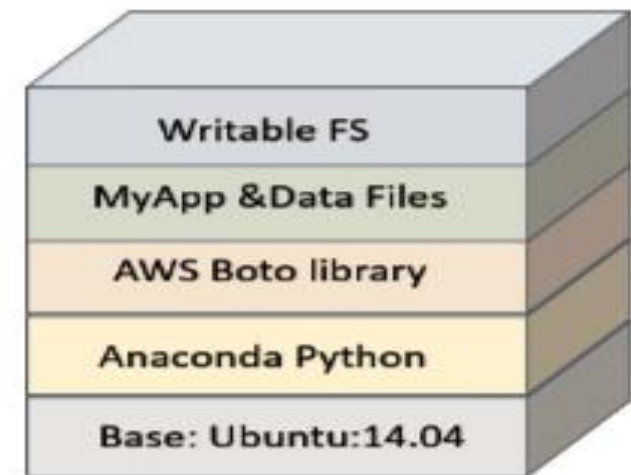 Writable FS
MyApp &Data Files
AWS Boto library
Anaconda Python
Base: Ubuntu:14.04